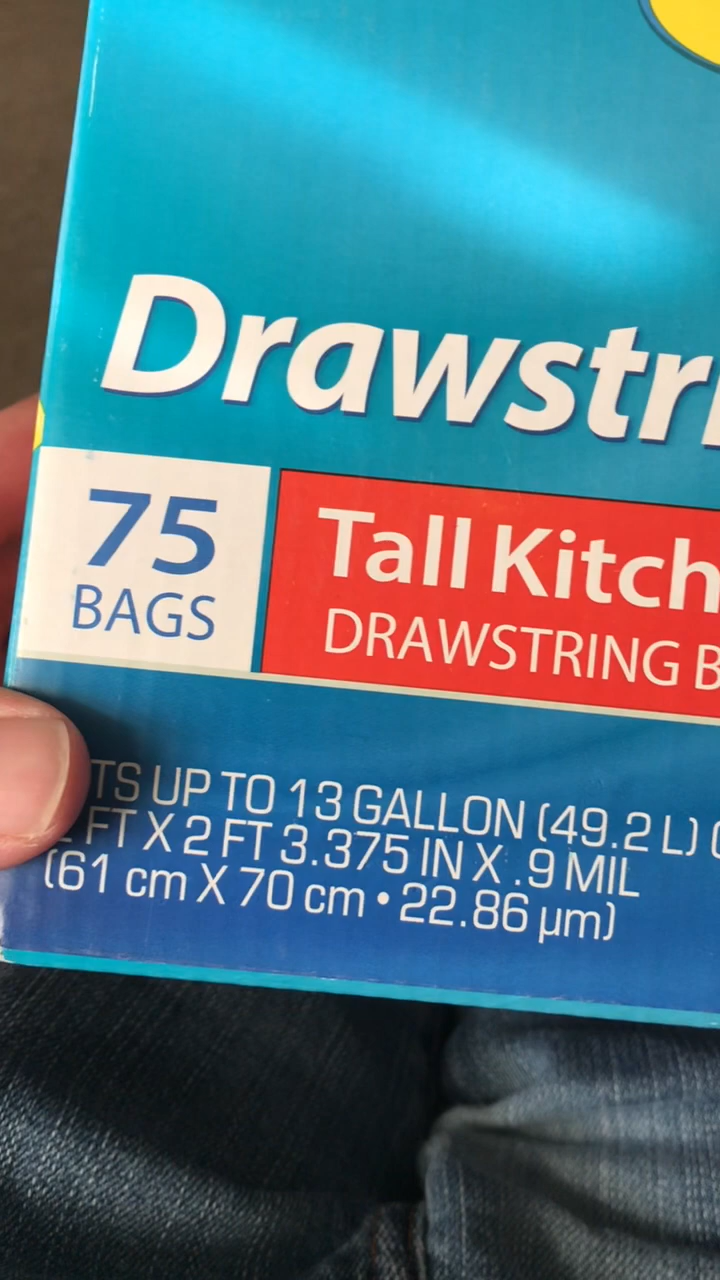 Drawstri
75
BAGS
Tall Kitch
DRAWSTRING B
TS UP TO 13 GALLON (49.2 L) C
2 FT X 2 FT 3.375 IN X .9 MIL
(61 cm X 70 cm • 22.86 µm)